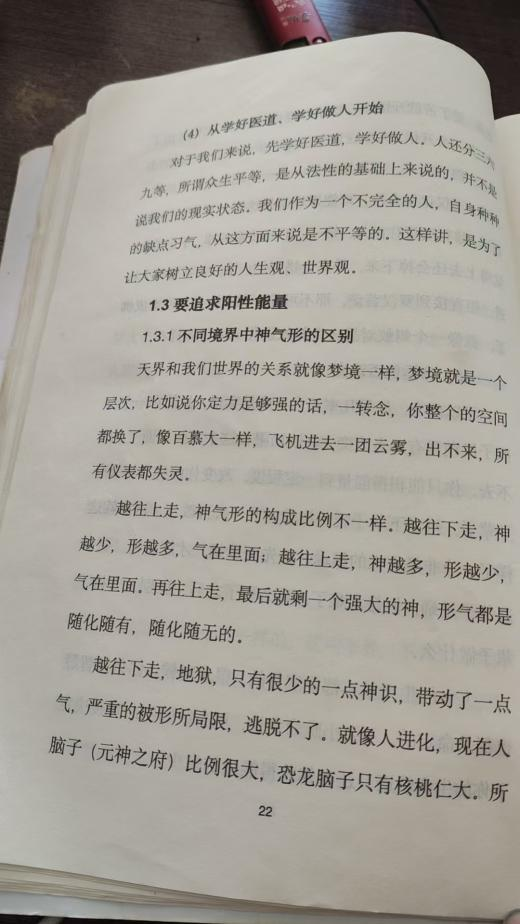 （4）从学好医道、学好做人开始
对于我们来说，先学好医道，学好做人，人还分三六
九等，所谓众生平等，是从法性的基础上来说的，并不是
说我们的现实状态。我们作为一个不完全的人，自身种种
的缺点习气，从这方面来说是不平等的。这样讲，是为了
让大家树立良好的人生观、世界观。
1.3 要追求阳性能量
1.3.1 不同境界中神气形的区别
天界和我们世界的关系就像梦境一样，梦境就是一个
层次，比如说你定力足够强的话，一转念，你整个的空间
都换了，像百慕大一样，飞机进去一团云雾，出不来，所
有仪表都失灵。
越往上走，神气形的构成比例不一样。越往下走，神
越少，形越多，气在里面；越往上走，神越多，形越少，
气在里面。再往上走，最后就剩一个强大的神，形气都是
随化随有，随化随无的。
越往下走，地狱，只有很少的一点神识，带动了一点
气，严重的被形所局限，逃脱不了。就像人进化，现在人
脑子（元神之府）比例很大，恐龙脑子只有核桃仁大。所
22